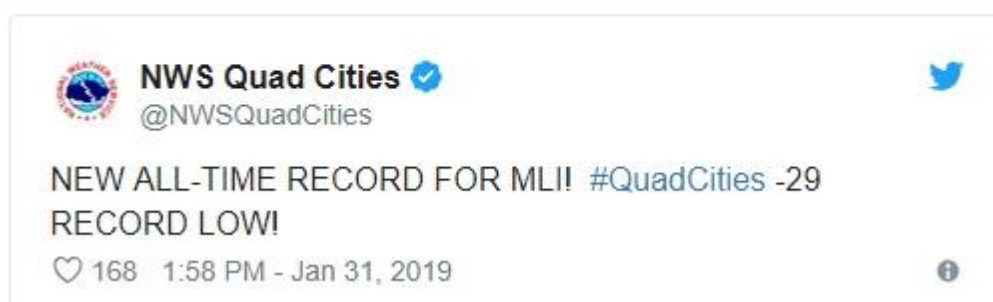 NWS Quad Cities
@NWSQuadCities
NEW ALL-TIME RECORD FOR MLI! #QuadCities -29
RECORD LOW!
168 1:58 PM - Jan 31, 2019